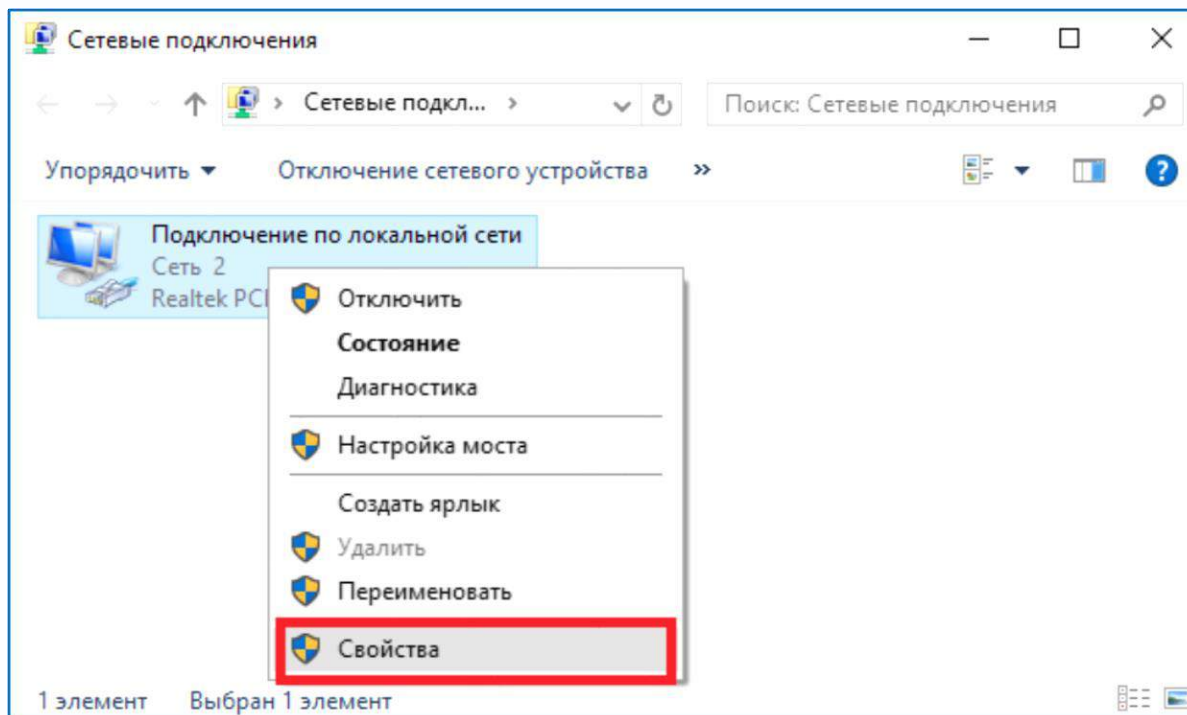 Сетевые подключения
Сетевые подкл...
Поиск: Сетевые подключения
Упорядочить
Отключение сетевого устройства
»
Подключение по локальной сети
Сеть 2
Realtek PCI
Отключить
Состояние
Диагностика
Настройка моста
Создать ярлык
Удалить
Переименовать
Свойства
1 элемент
Выбран 1 элемент